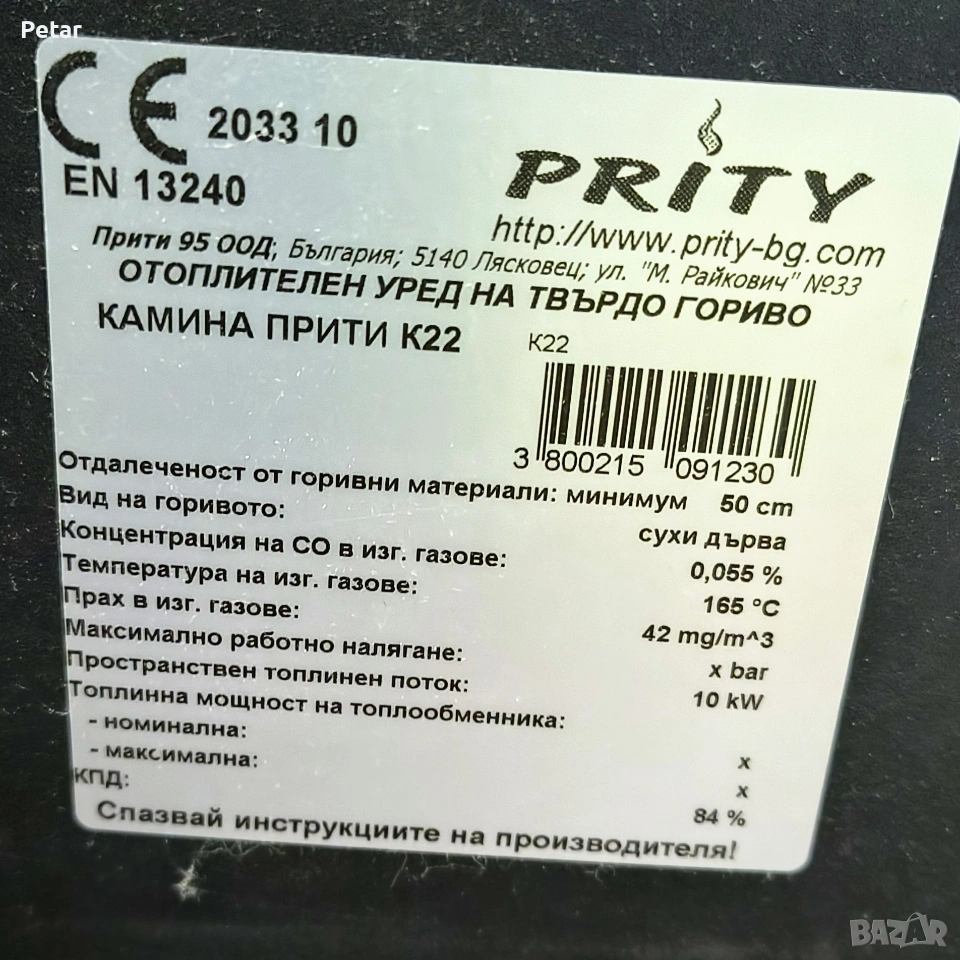 Petar
CE 2033 10
EN 13240
PRITY
http://www.prity-bg.com
Прити 95 ООД; България; 5140 Лясковец; ул. "М. Райкович" №33
ОТОПЛИТЕЛЕН УРЕД НА ТВЪРДО ГОРИВО
КАМИНА ПРИТИ К22
К22
3 800215 091230
Отдалеченост от горивни материали: минимум 50 cm
Вид на горивото: сухи дърва
Концентрация на CO в изг. газове: 0,055 %
Температура на изг. газове: 165 °C
Прах в изг. газове: 42 mg/m^3
Максимално работно налягане: x bar
Пространствен топлинен поток: 10 kW
Топлинна мощност на топлообменника:
- номинална: x
- максимална: x
КПД: 84 %
Спазвай инструкциите на производителя!
BAZAR